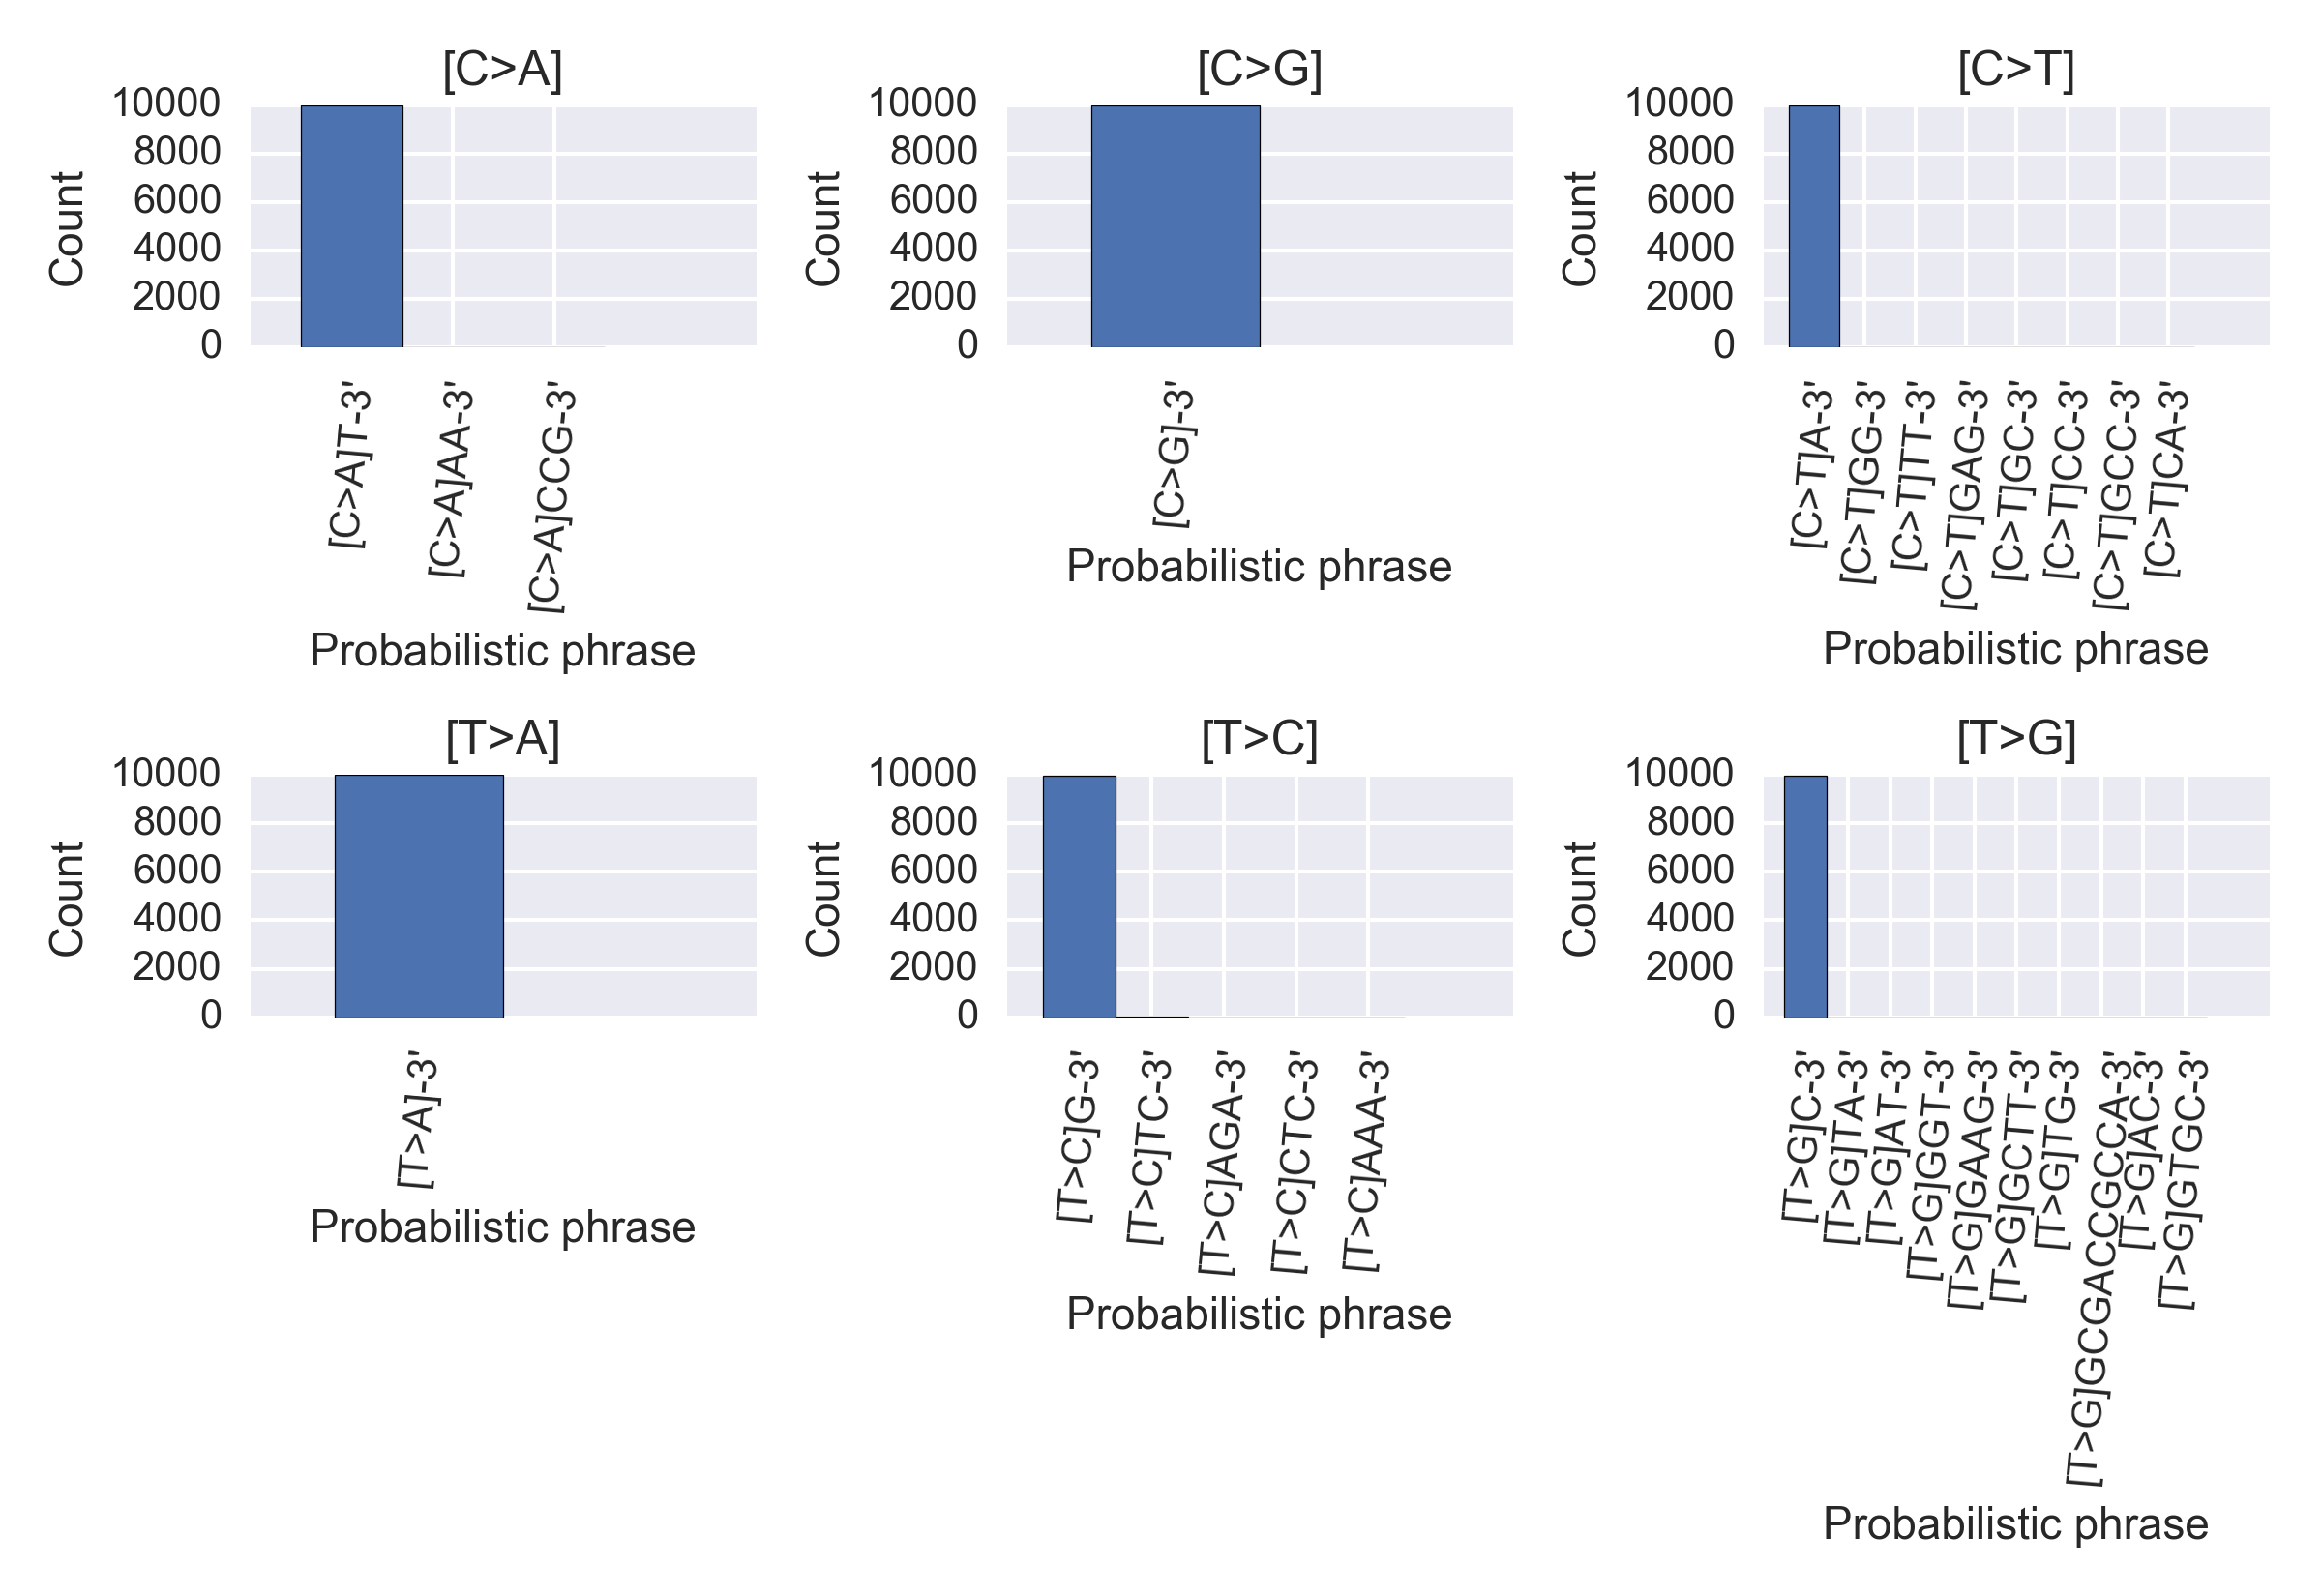 [C>A]
10000
8000
6000
4000
2000
0
Count
[C>A]T-3'
[C>A]AA-3'
[C>A]CCG-3'
Probabilistic phrase
[C>G]
10000
8000
6000
4000
2000
0
Count
[C>G]-3'
Probabilistic phrase
[C>T]
10000
8000
6000
4000
2000
0
Count
[C>T]A-3'
[C>T]GG-3'
[C>T]TT-3'
[C>T]GAG-3'
[C>T]GC-3'
[C>T]CC-3'
[C>T]GCC-3'
[C>T]CA-3'
Probabilistic phrase
[T>A]
10000
8000
6000
4000
2000
0
Count
[T>A]-3'
Probabilistic phrase
[T>C]
10000
8000
6000
4000
2000
0
Count
[T>C]G-3'
[T>C]TC-3'
[T>C]AGA-3'
[T>C]CTC-3'
[T>C]AAA-3'
Probabilistic phrase
[T>G]
10000
8000
6000
4000
2000
0
Count
[T>G]C-3'
[T>G]TA-3'
[T>G]AT-3'
[T>G]GGT-3'
[T>G]GAAG-3'
[T>G]GCTT-3'
[T>G]TG-3'
[T>G]GCGACCGCCA-3'
[T>G]AC-3'
[T>G]GTGC-3'
Probabilistic phrase